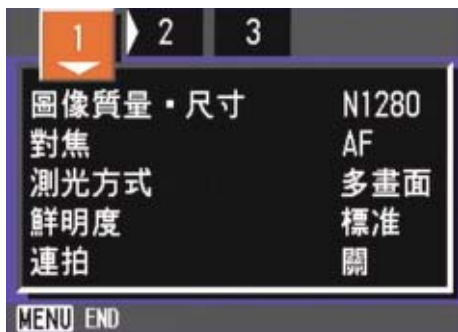 1 2 3
圖像質量・尺寸 N1280
對焦 AF
測光方式 多畫面
鮮明度 標准
連拍 關
MENU END